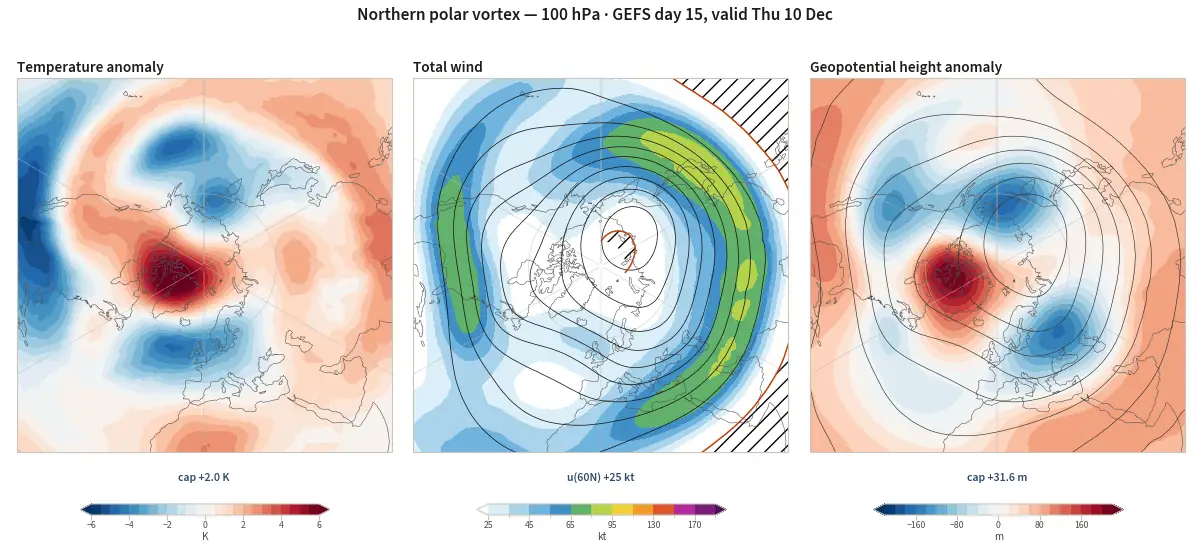 Northern polar vortex — 100 hPa · GEFS day 15, valid Thu 10 Dec
Temperature anomaly
Total wind
Geopotential height anomaly
cap +2.0 K
u(60N) +25 kt
cap +31.6 m
−6 −4 −2 0 2 4 6
K
25 45 65 95 130 170
kt
−160 −80 0 80 160
m